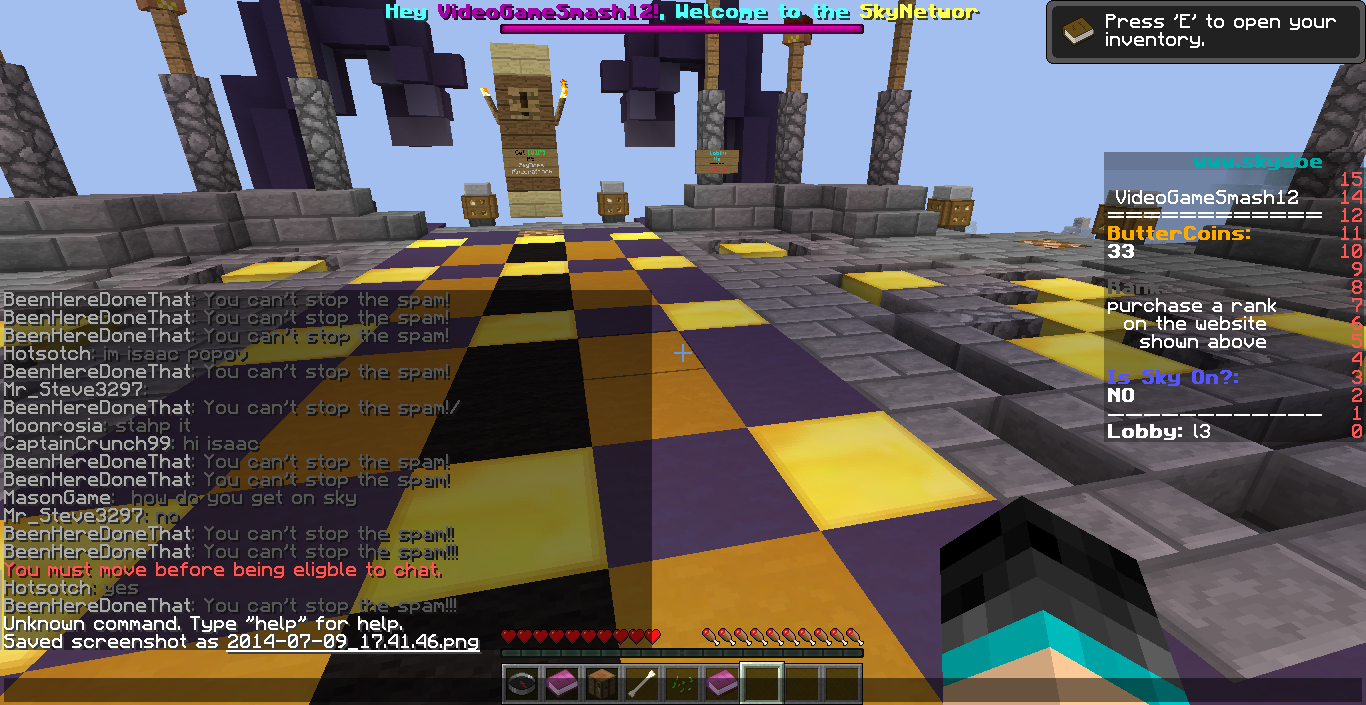 Hey VideoGameSmash12!, Welcome to the SkyNetwor
Press 'E' to open your
inventory.
www.skydoe
15
VideoGameSmash12 14
============= 12
ButterCoins: 11
33 10
9
Rank 8
purchase a rank 7
on the website 6
shown above 5
4
Is Sky On?: 3
NO 2
------------- 1
Lobby: l3 0
BeenHereDoneThat: You can't stop the spam!
BeenHereDoneThat: You can't stop the spam!
BeenHereDoneThat: You can't stop the spam!
Hotsotch: im isaac popov
BeenHereDoneThat: You can't stop the spam!
Mr_Steve3297:
BeenHereDoneThat: You can't stop the spam!/
Moonrosia: stahp it
CaptainCrunch99: hi isaac
BeenHereDoneThat: You can't stop the spam!
BeenHereDoneThat: You can't stop the spam!
MasonGame: how do you get on sky
Mr_Steve3297: no
BeenHereDoneThat: You can't stop the spam!!
BeenHereDoneThat: You can't stop the spam!!!
You must move before being eligble to chat.
Hotsotch: yes
BeenHereDoneThat: You can't stop the spam!!!
Unknown command. Type "help" for help.
Saved screenshot as 2014-07-09_17.41.46.png